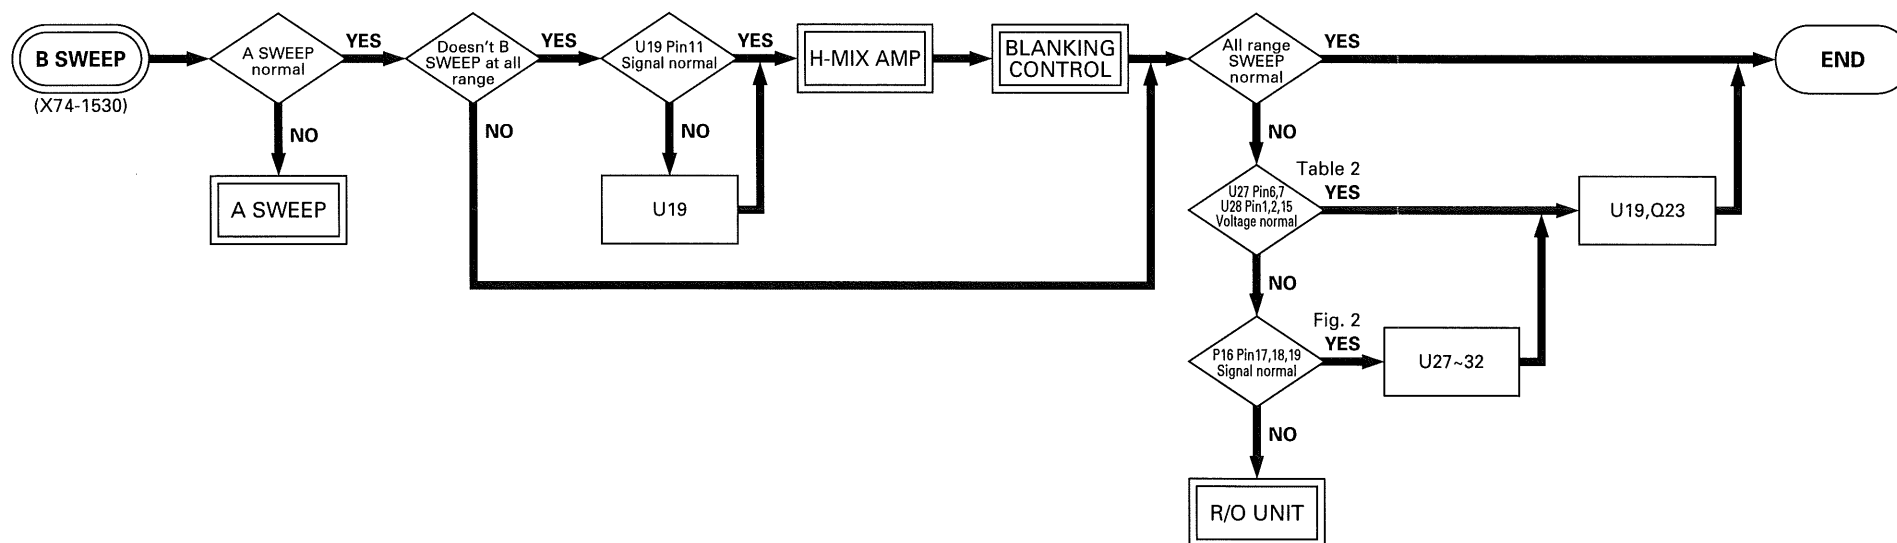 B SWEEP
(X74-1530)
A SWEEP
normal
YES
NO
A SWEEP
Doesn't B
SWEEP at all
range
YES
NO
U19 Pin11
Signal normal
YES
NO
U19
H-MIX AMP
BLANKING
CONTROL
All range
SWEEP
normal
YES
NO
END
U27 Pin6,7
U28 Pin1,2,15
Voltage normal
Table 2
YES
NO
U19,Q23
P16 Pin17,18,19
Signal normal
Fig. 2
YES
NO
U27~32
R/O UNIT